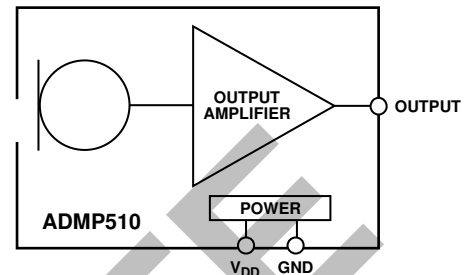 OUTPUT
AMPLIFIER
OUTPUT
POWER
ADMP510
VDD GND